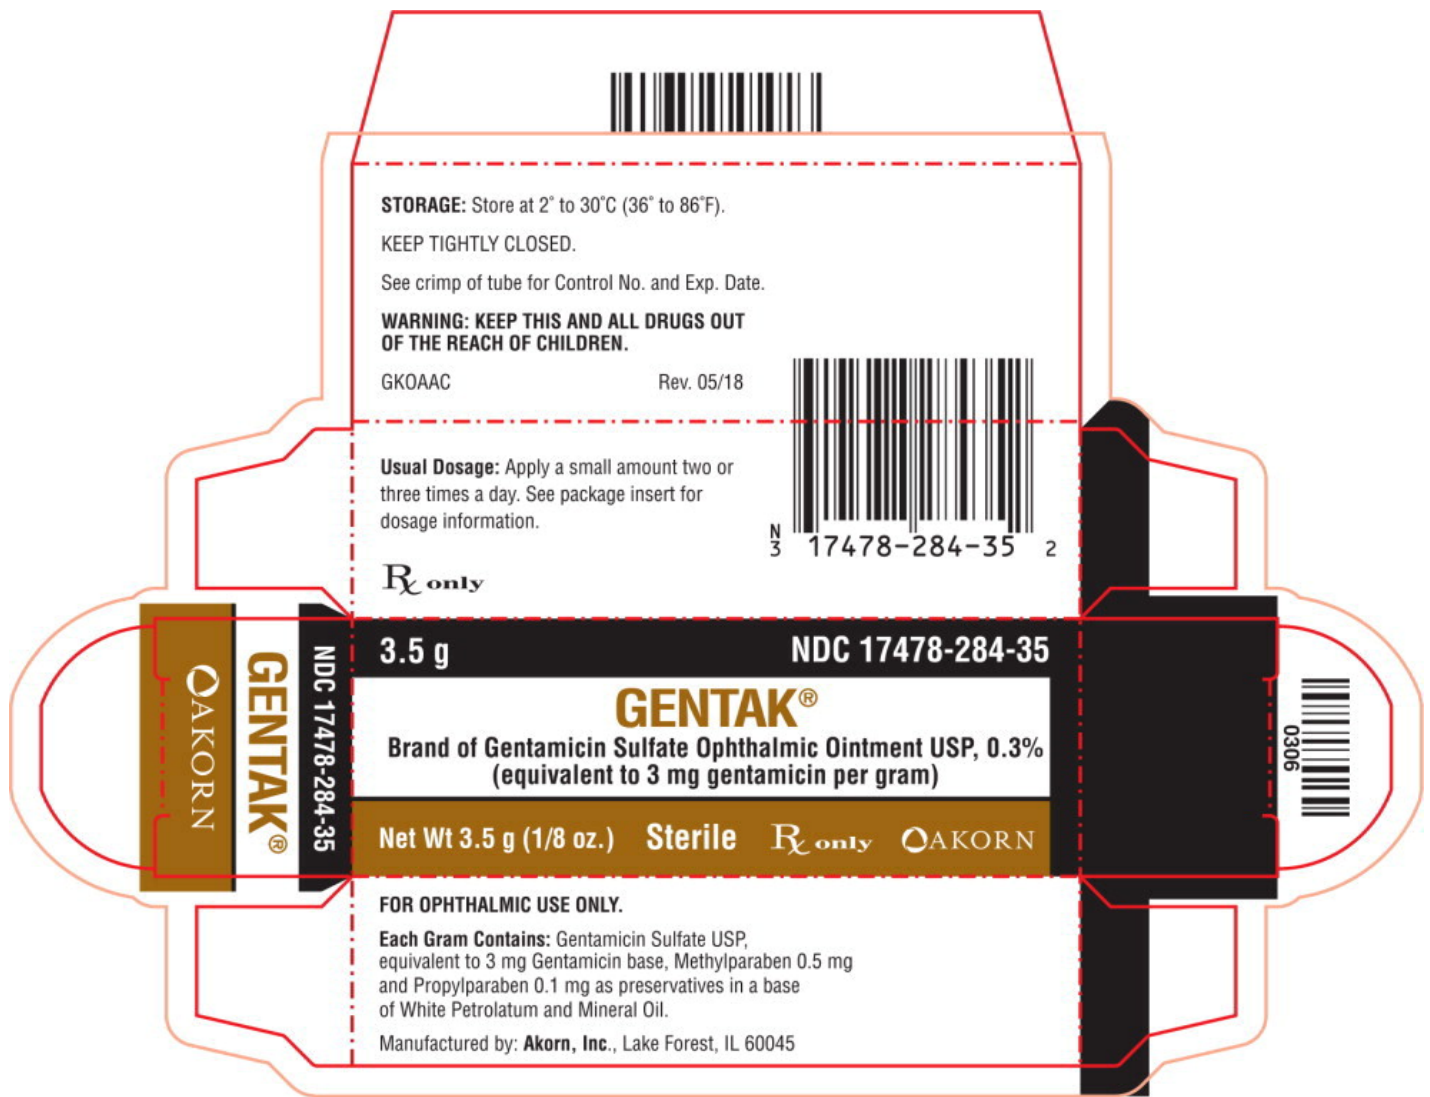 STORAGE: Store at 2° to 30°C (36° to 86°F).
KEEP TIGHTLY CLOSED.
See crimp of tube for Control No. and Exp. Date.
WARNING: KEEP THIS AND ALL DRUGS OUT
OF THE REACH OF CHILDREN.
GKOAAC Rev. 05/18
Usual Dosage: Apply a small amount two or
three times a day. See package insert for
dosage information.
Rx only
N
3 17478-284-35 2
3.5 g NDC 17478-284-35
GENTAK®
Brand of Gentamicin Sulfate Ophthalmic Ointment USP, 0.3%
(equivalent to 3 mg gentamicin per gram)
Net Wt 3.5 g (1/8 oz.) Sterile Rx only AKORN
NDC 17478-284-35
GENTAK®
AKORN
0306
FOR OPHTHALMIC USE ONLY.
Each Gram Contains: Gentamicin Sulfate USP,
equivalent to 3 mg Gentamicin base, Methylparaben 0.5 mg
and Propylparaben 0.1 mg as preservatives in a base
of White Petrolatum and Mineral Oil.
Manufactured by: Akorn, Inc., Lake Forest, IL 60045